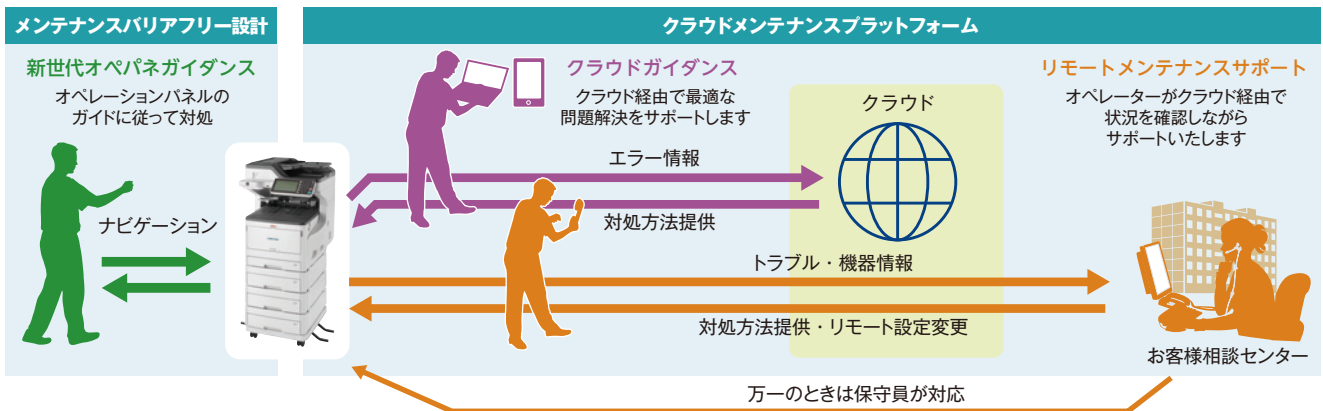 メンテナンスバリアフリー設計
クラウドメンテナンスプラットフォーム
新世代オペパネガイダンス
オペレーションパネルの
ガイドに従って対処
ナビゲーション
クラウドガイダンス
クラウド経由で最適な
問題解決をサポートします
エラー情報
対処方法提供
クラウド
トラブル・機器情報
対処方法提供・リモート設定変更
リモートメンテナンスサポート
オペレーターがクラウド経由で
状況を確認しながら
サポートいたします
お客様相談センター
万一のときは保守員が対応